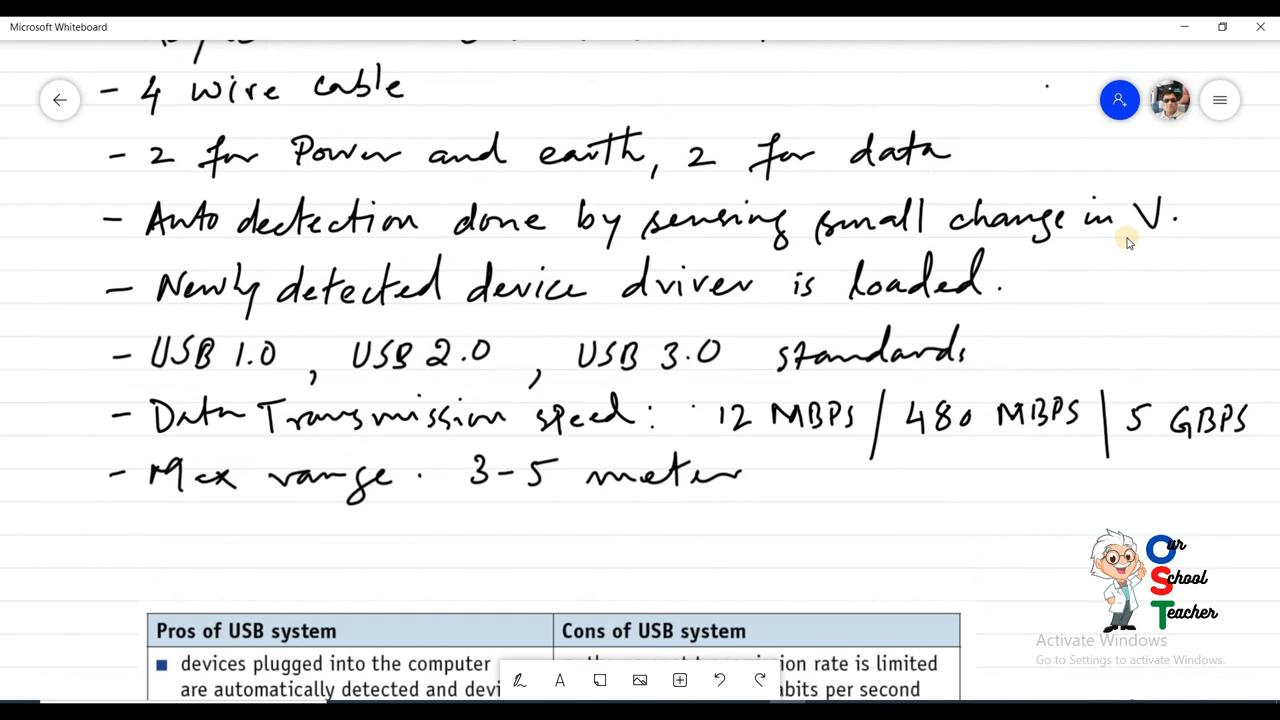 Microsoft Whiteboard
- 4 wire cable
- 2 for Power and earth, 2 for data
- Auto dectection done by sensing small change in V.
- Newly detected device driver is loaded.
- USB 1.0, USB 2.0, USB 3.0 standards
- Data Transmission speed: 12 MBPS / 480 MBPS | 5 GBPS
- Max range. 3-5 meter
Our
School
Teacher
Pros of USB system Cons of USB system
Activate Windows
Go to Settings to activate Windows.
■ devices plugged into the computer
are automatically detected and devi
ion rate is limited
abits per second